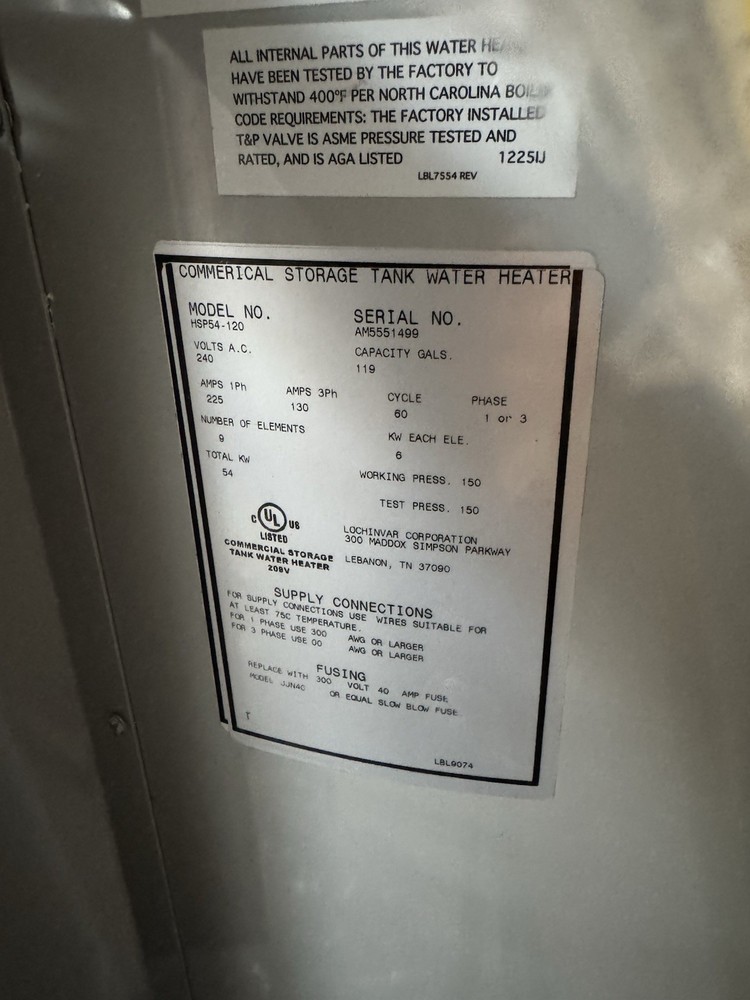 ALL INTERNAL PARTS OF THIS WATER
HAVE BEEN TESTED BY THE FACTORY TO
WITHSTAND 400°F PER NORTH CAROLINA
CODE REQUIREMENTS: THE FACTORY INSTALLED
T&P VALVE IS ASME PRESSURE TESTED AND
RATED, AND IS AGA LISTED 1225IJ
LBL7554 REV
COMMERICAL STORAGE TANK WATER HEATER
MODEL NO. SERIAL NO.
HSP54-120 AM5551499
VOLTS A.C. CAPACITY GALS.
240 119
AMPS 1Ph AMPS 3Ph CYCLE PHASE
225 130 60 1 or 3
NUMBER OF ELEMENTS KW EACH ELE.
9 6
TOTAL KW WORKING PRESS. 150
54 TEST PRESS. 150
C UL US
LISTED
COMMERCIAL STORAGE
TANK WATER HEATER
209V
LOCHINVAR CORPORATION
300 MADDOX SIMPSON PARKWAY
LEBANON, TN 37090
SUPPLY CONNECTIONS
FOR SUPPLY CONNECTIONS USE WIRES SUITABLE FOR
AT LEAST 75C TEMPERATURE.
FOR 1 PHASE USE 300 AWG OR LARGER
FOR 3 PHASE USE 00 AWG OR LARGER
FUSING
REPLACE WITH 300 VOLT 40 AMP FUSE
MODEL JJN40 OR EQUAL SLOW BLOW FUSE
T
LBL9074